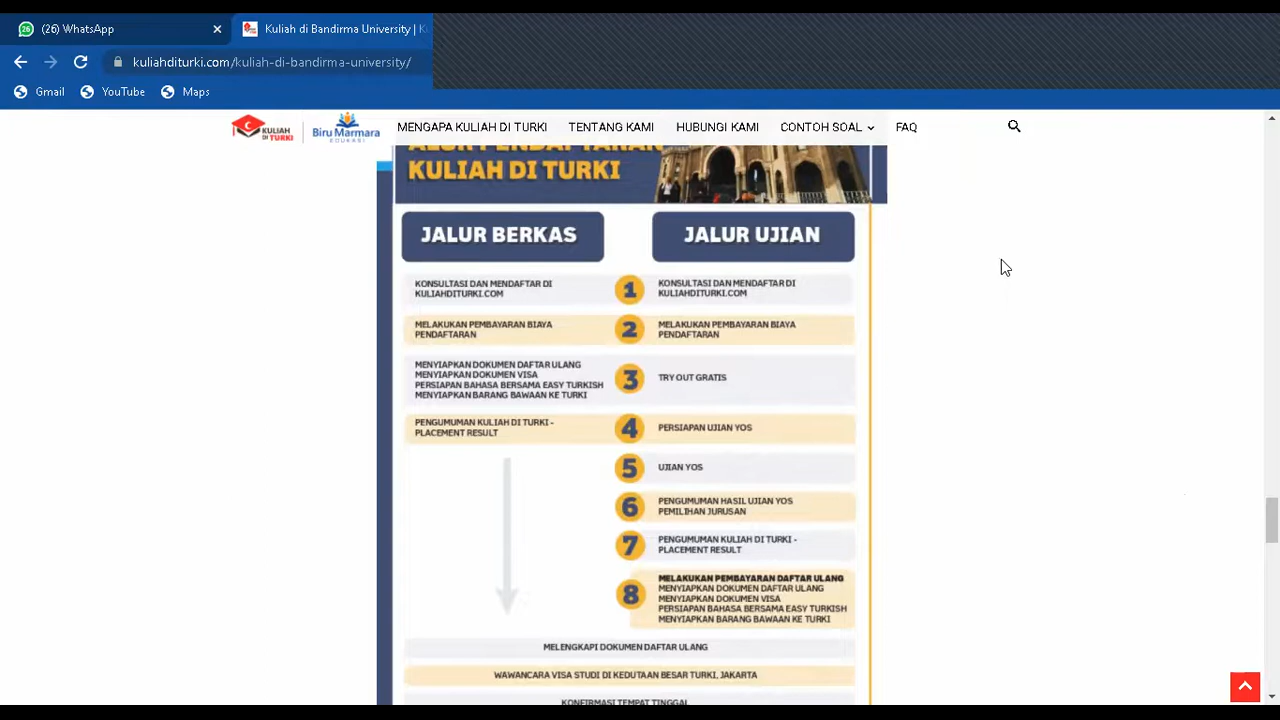 26 (26) WhatsApp
Kuliah di Bandirma University |
kuliahditurki.com/kuliah-di-bandirma-university/
Gmail YouTube Maps
KULIAH DI TURKI
Biru Marmara EDUKASI
MENGAPA KULIAH DI TURKI TENTANG KAMI HUBUNGI KAMI CONTOH SOAL FAQ
ALUR PENDAFTARAN
KULIAH DI TURKI
JALUR BERKAS
JALUR UJIAN
KONSULTASI DAN MENDAFTAR DI
KULIAHDITURKI.COM
1
KONSULTASI DAN MENDAFTAR DI
KULIAHDITURKI.COM
MELAKUKAN PEMBAYARAN BIAYA
PENDAFTARAN
2
MELAKUKAN PEMBAYARAN BIAYA
PENDAFTARAN
MENYIAPKAN DOKUMEN DAFTAR ULANG
MENYIAPKAN DOKUMEN VISA
PERSIAPAN BAHASA BERSAMA EASY TURKISH
MENYIAPKAN BARANG BAWAAN KE TURKI
3
TRY OUT GRATIS
PENGUMUMAN KULIAH DI TURKI -
PLACEMENT RESULT
4
PERSIAPAN UJIAN YOS
5
UJIAN YOS
6
PENGUMUMAN HASIL UJIAN YOS
PEMILIHAN JURUSAN
7
PENGUMUMAN KULIAH DI TURKI -
PLACEMENT RESULT
8
MELAKUKAN PEMBAYARAN DAFTAR ULANG
MENYIAPKAN DOKUMEN DAFTAR ULANG
MENYIAPKAN DOKUMEN VISA
PERSIAPAN BAHASA BERSAMA EASY TURKISH
MENYIAPKAN BARANG BAWAAN KE TURKI
MELENGKAPI DOKUMEN DAFTAR ULANG
WAWANCARA VISA STUDI DI KEDUTAAN BESAR TURKI, JAKARTA
KONFIRMASI TEMPAT TINGGAL